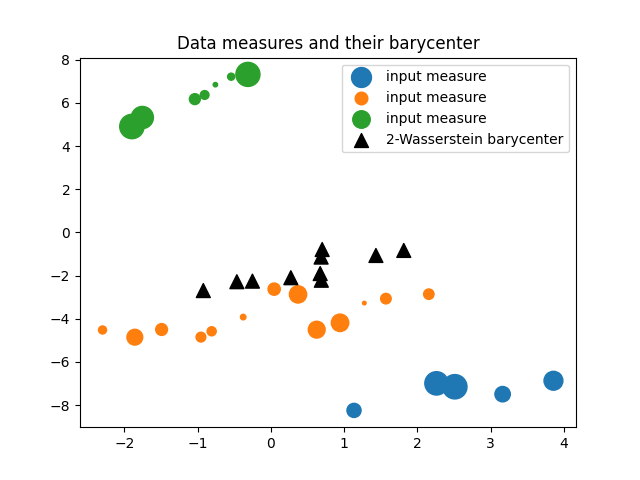 Data measures and their barycenter
input measure
input measure
input measure
2-Wasserstein barycenter
8
6
4
2
0
−2
−4
−6
−8
−2 −1 0 1 2 3 4